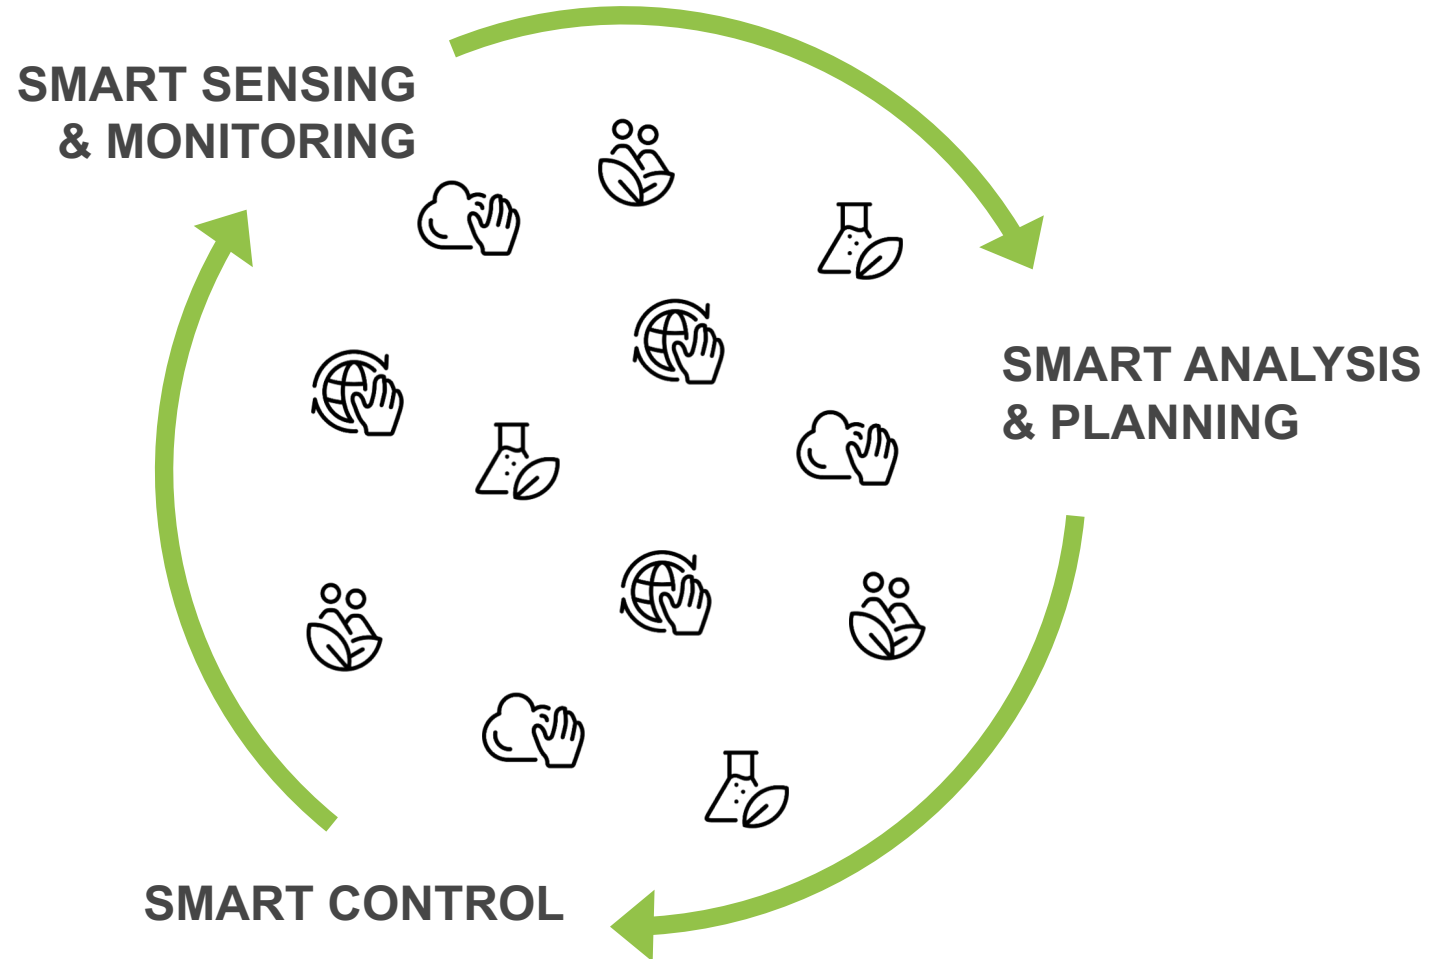 SMART SENSING
& MONITORING
SMART ANALYSIS
& PLANNING
SMART CONTROL